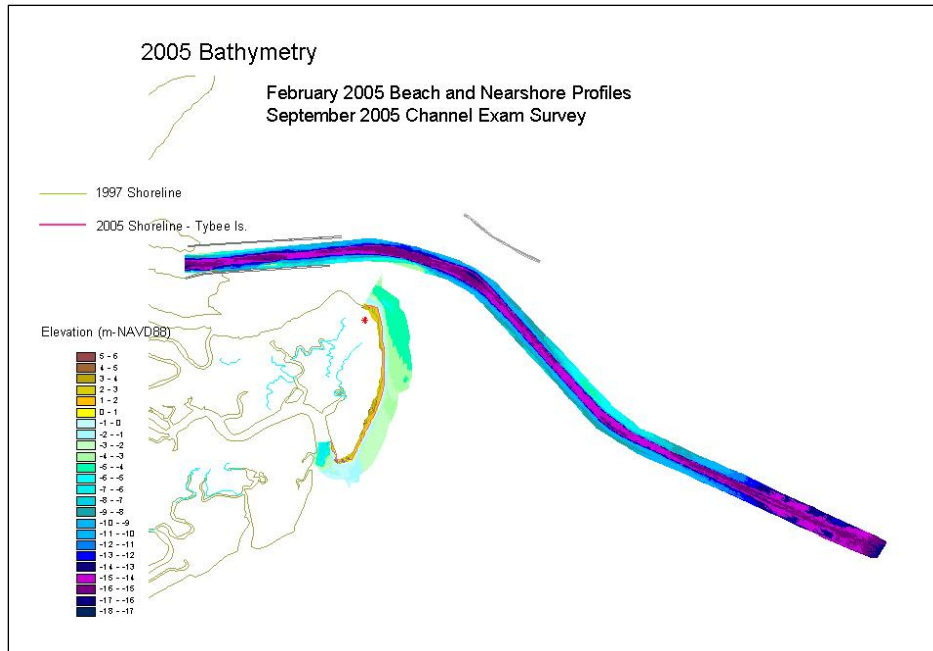 2005 Bathymetry
February 2005 Beach and Nearshore Profiles
September 2005 Channel Exam Survey
1997 Shoreline
2005 Shoreline - Tybee Is.
Elevation (m-NAVD88)
5 - 6
4 - 5
3 - 4
2 - 3
1 - 2
0 - 1
-1 - 0
-2 - -1
-3 - -2
-4 - -3
-5 - -4
-6 - -5
-7 - -6
-8 - -7
-9 - -8
-10 - -9
-11 - -10
-12 - -11
-13 - -12
-14 - -13
-15 - -14
-16 - -15
-17 - -16
-18 - -17